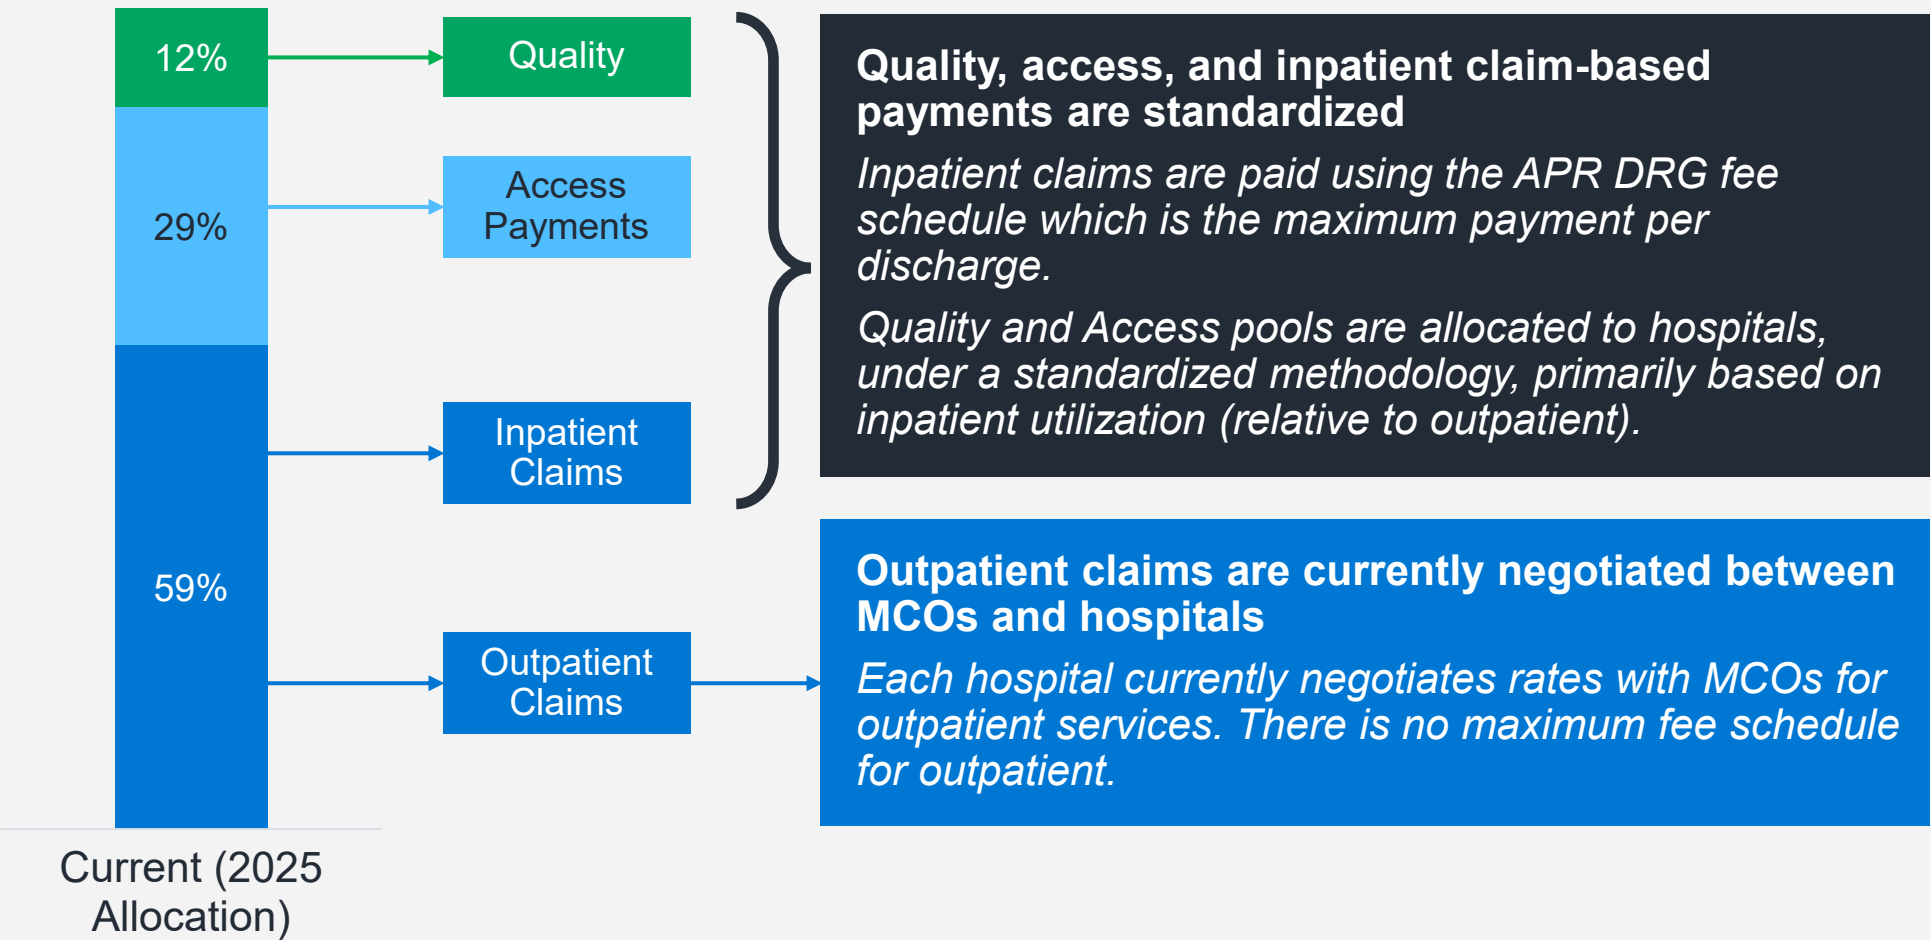 12%
Quality
29%
Access
Payments
59%
Inpatient
Claims
Outpatient
Claims
Current (2025
Allocation)
Quality, access, and inpatient claim-based
payments are standardized
Inpatient claims are paid using the APR DRG fee
schedule which is the maximum payment per
discharge.
Quality and Access pools are allocated to hospitals,
under a standardized methodology, primarily based on
inpatient utilization (relative to outpatient).
Outpatient claims are currently negotiated between
MCOs and hospitals
Each hospital currently negotiates rates with MCOs for
outpatient services. There is no maximum fee schedule
for outpatient.